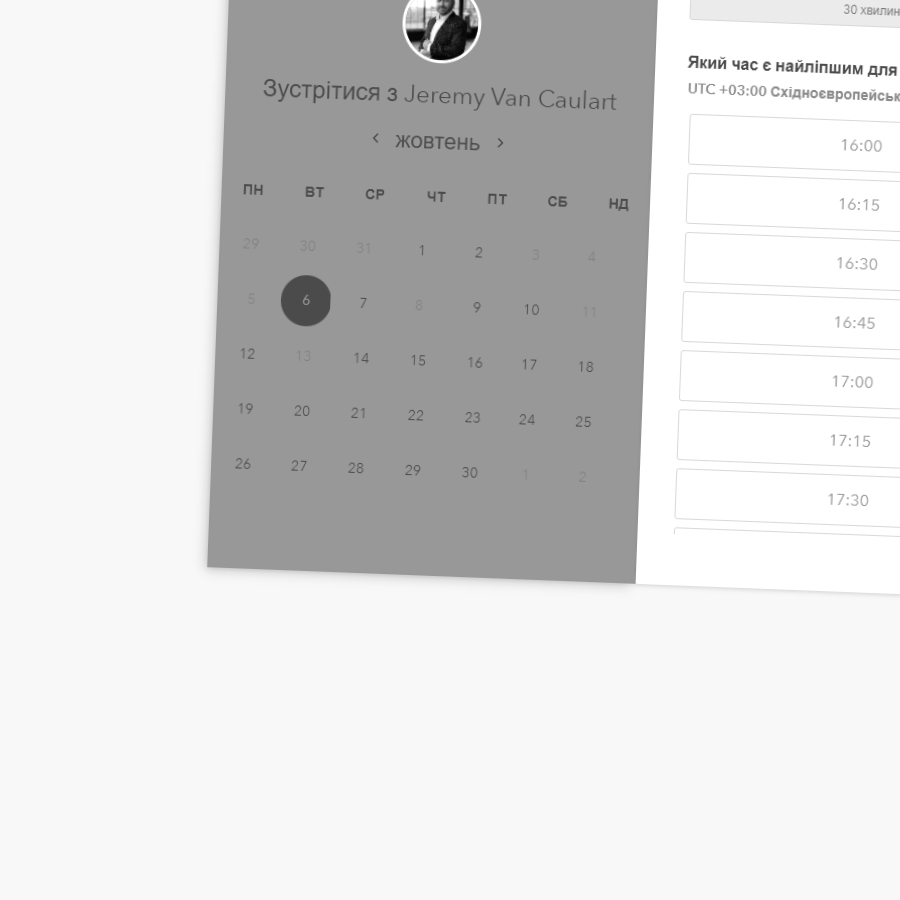 Зустрітися з Jeremy Van Caulart
жовтень
ПН ВТ СР ЧТ ПТ СБ НД
29 30 31 1 2 3 4
5 6 7 8 9 10 11
12 13 14 15 16 17 18
19 20 21 22 23 24 25
26 27 28 29 30 1 2
30 хвилин
Який час є найліпшим для
UTC +03:00
16:00
16:15
16:30
16:45
17:00
17:15
17:30